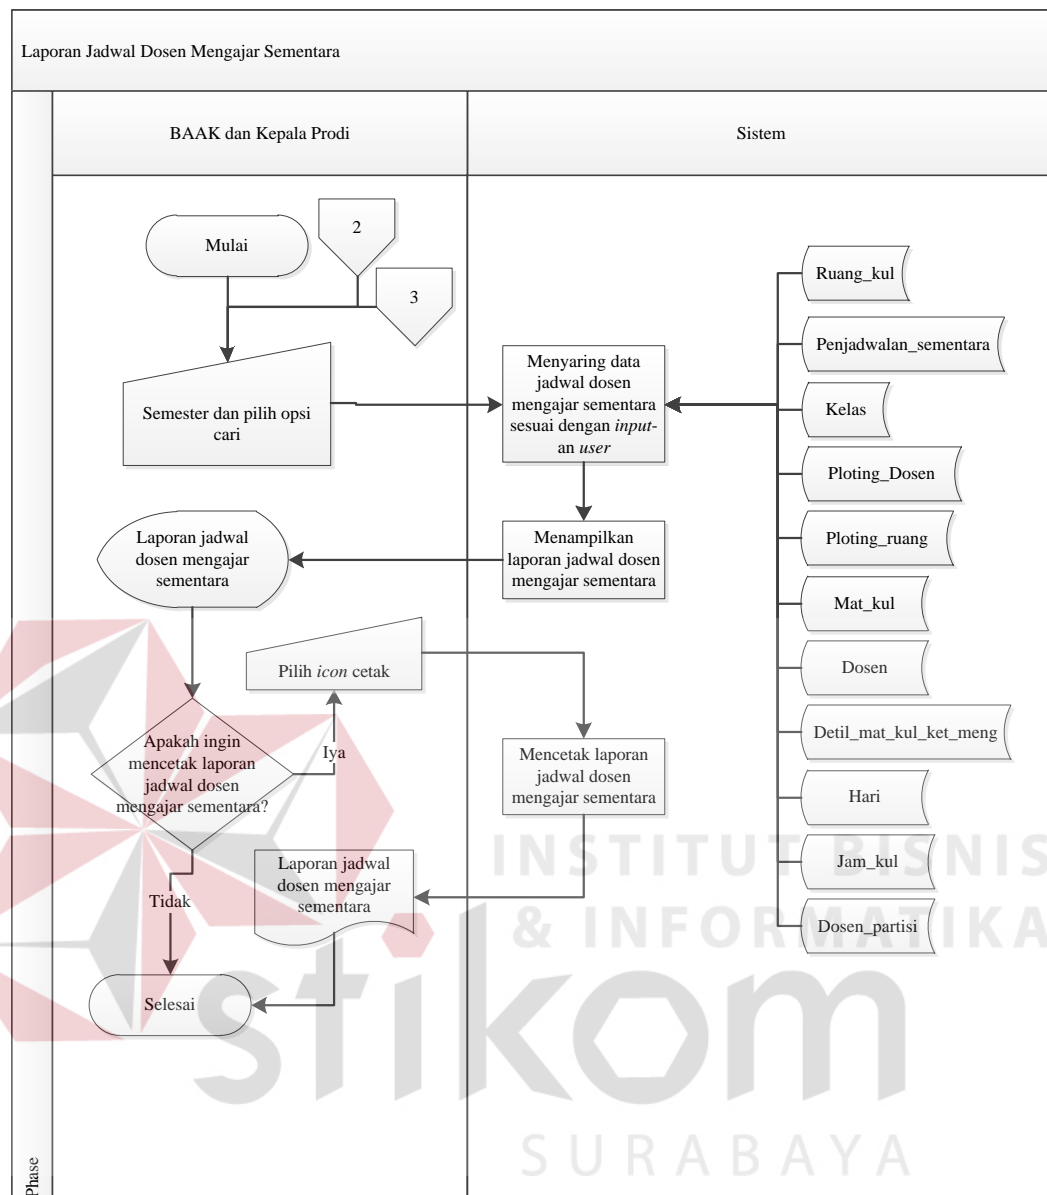 Laporan Jadwal Dosen Mengajar Sementara
BAAK dan Kepala Prodi
Sistem
Mulai
2
3
Semester dan pilih opsi
cari
Menyaring data
jadwal dosen
mengajar sementara
sesuai dengan input-
an user
Ruang_kul
Penjadwalan_sementara
Kelas
Ploting_Dosen
Ploting_ruang
Mat_kul
Dosen
Detil_mat_kul_ket_meng
Hari
Jam_kul
Dosen_partisi
Menampilkan
laporan jadwal dosen
mengajar sementara
Laporan jadwal
dosen mengajar
sementara
Pilih icon cetak
Apakah ingin
mencetak laporan
jadwal dosen
mengajar sementara?
Iya
Mencetak laporan
jadwal dosen
mengajar sementara
Laporan jadwal
dosen mengajar
sementara
Tidak
Selesai
Phase
INSTITUT BISNIS
& INFORMATIKA
stikom
SURABAYA